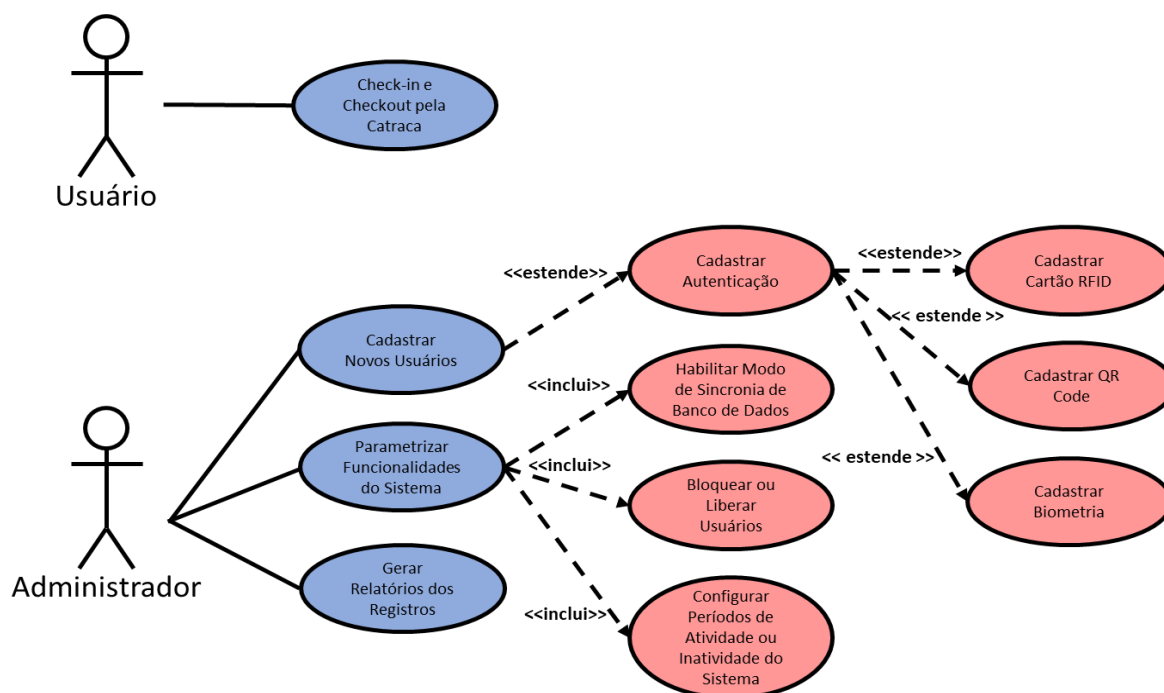 Check-in e
Checkout pela
Catraca
Usuário
<<estende>>
Cadastrar
Autenticação
<<estende>>
Cadastrar
Cartão RFID
<< estende >>
Cadastrar
Novos Usuários
<<inclui>>
Habilitar Modo
de Sincronia de
Banco de Dados
Cadastrar QR
Code
Parametrizar
Funcionalidades
do Sistema
<<inclui>>
Bloquear ou
Liberar
Usuários
<< estende >>
Cadastrar
Biometria
Administrador
Gerar
Relatórios dos
Registros
<<inclui>>
Configurar
Períodos de
Atividade ou
Inatividade do
Sistema